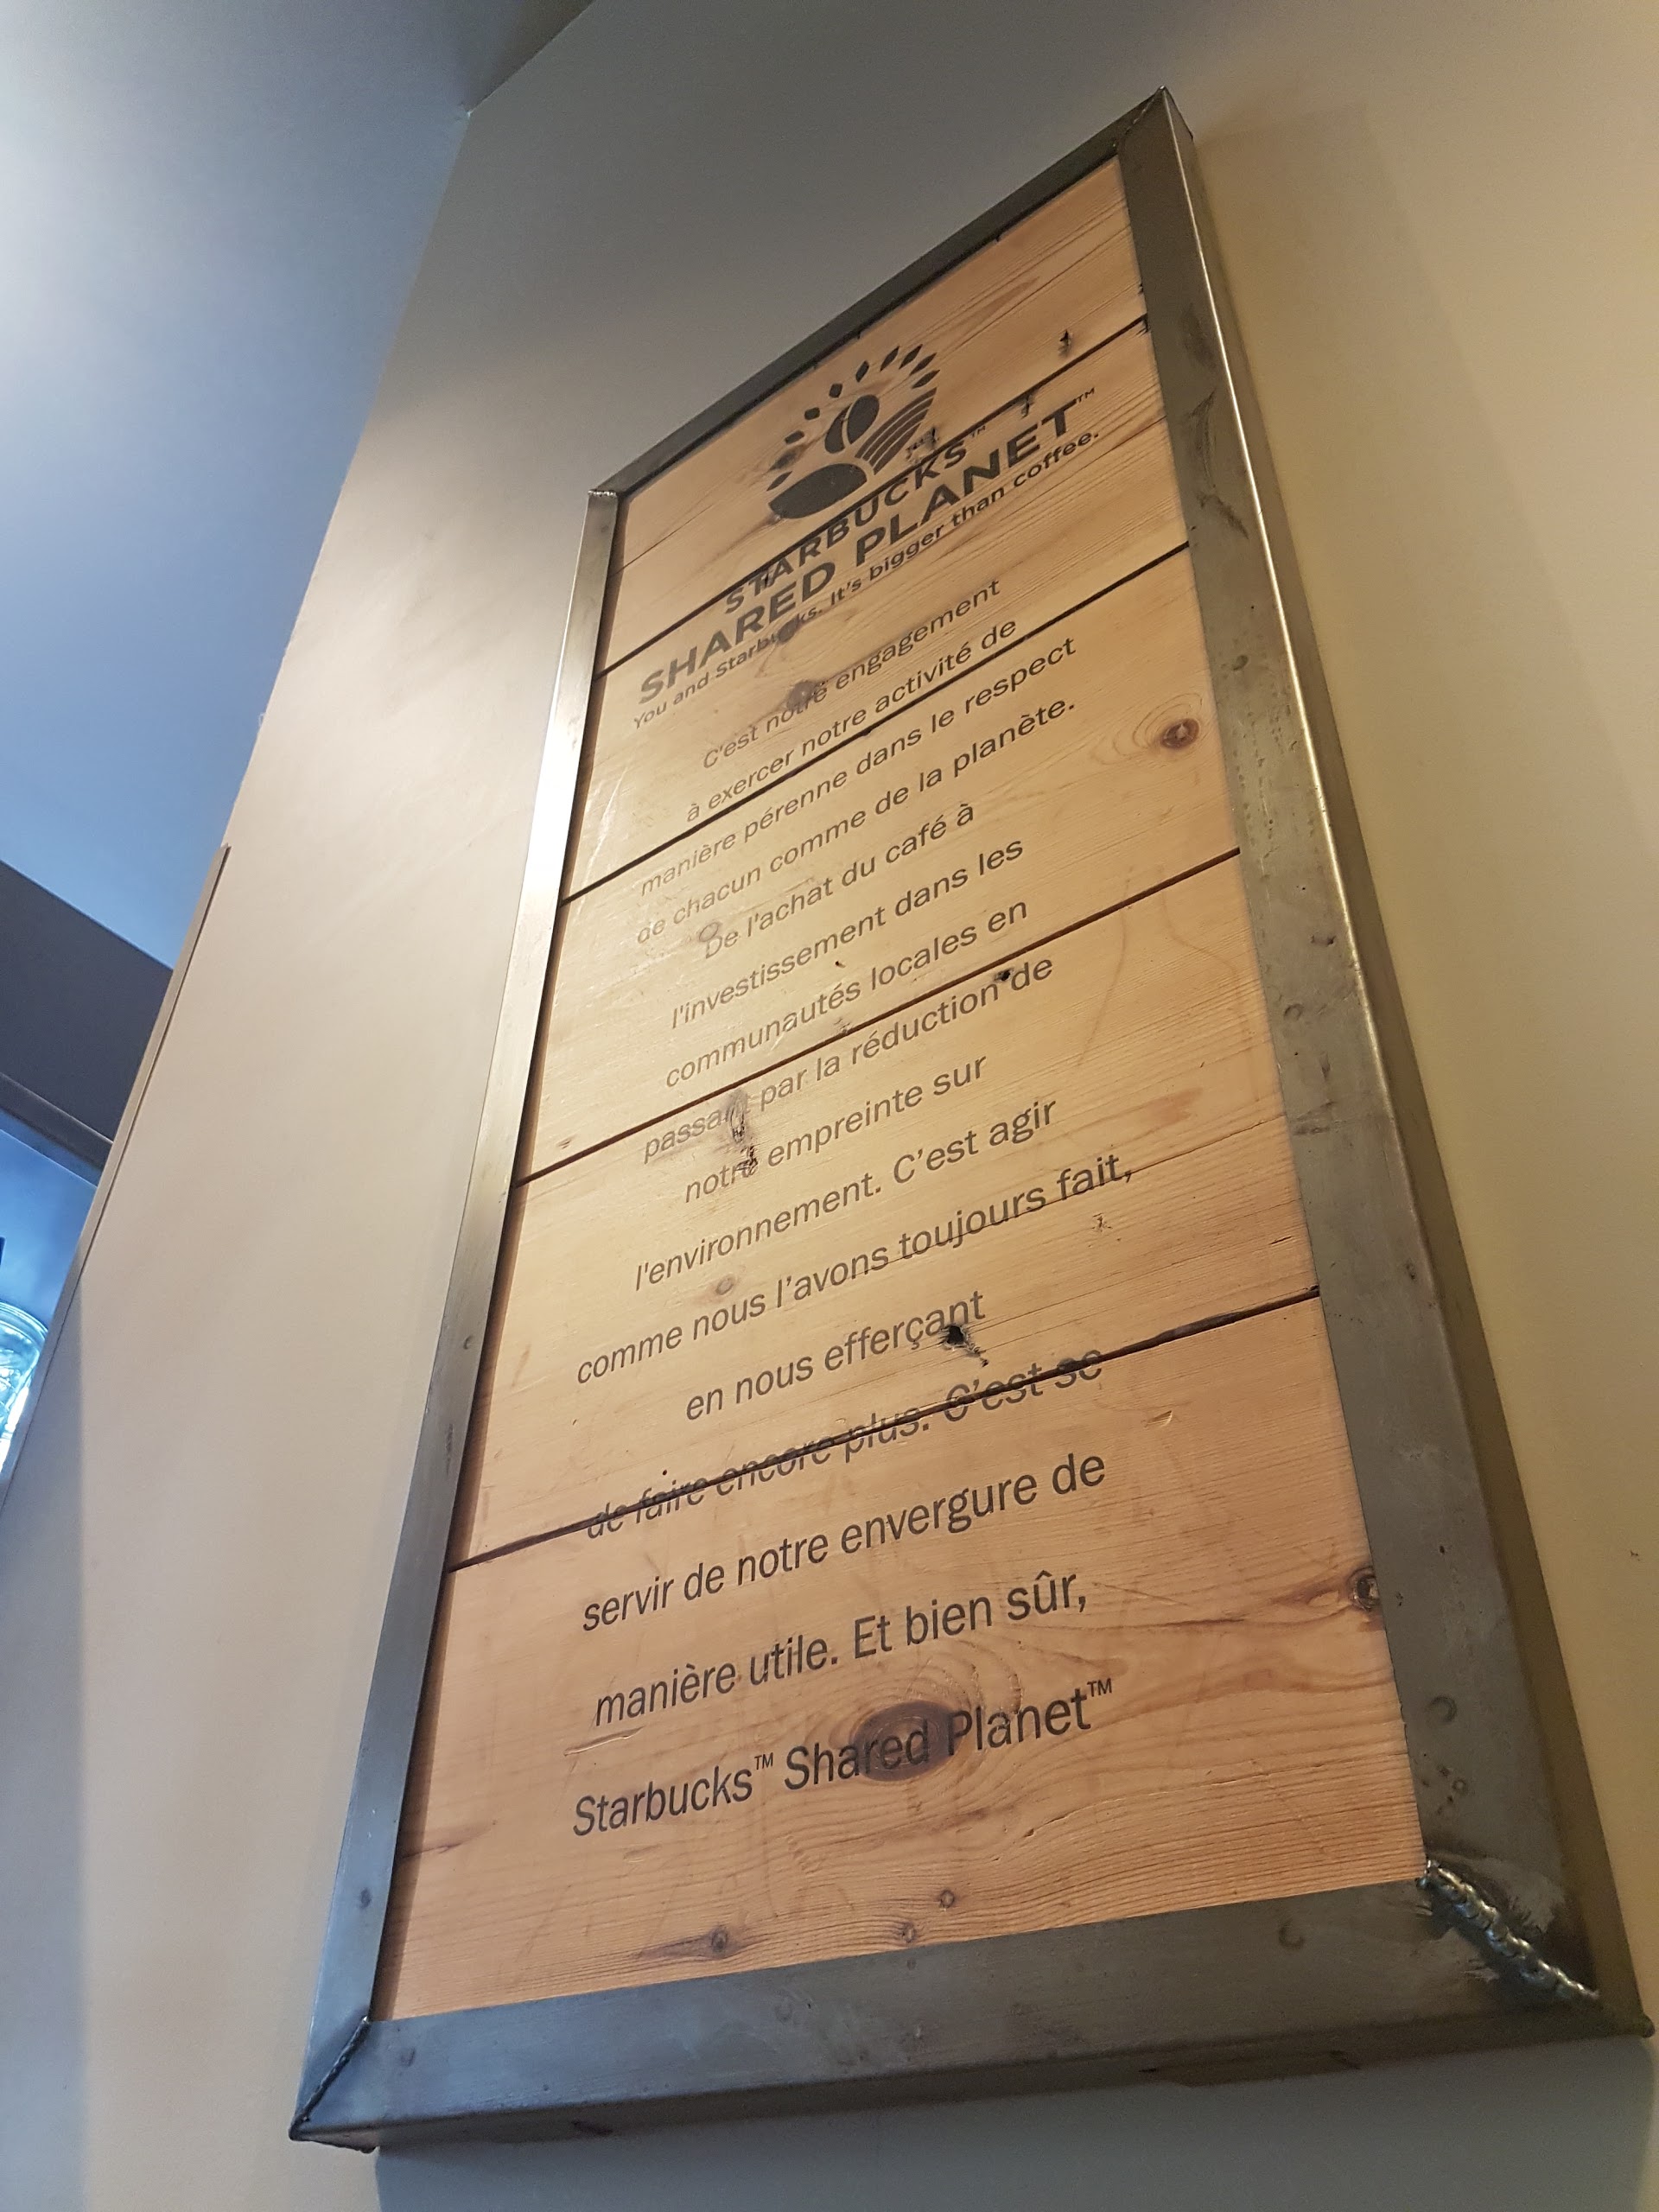 STARBUCKS™
SHARED PLANET™
You and Starbucks. It's bigger than coffee.
C'est notre engagement
à exercer notre activité de
manière pérenne dans le respect
de chacun comme de la planète.
De l'achat du café à
l'investissement dans les
communautés locales en
passant par la réduction de
notre empreinte sur
l'environnement. C'est agir
comme nous l'avons toujours fait,
en nous efferçant
de faire encore plus. C'est se
servir de notre envergure de
manière utile. Et bien sûr,
Starbucks™ Shared Planet™